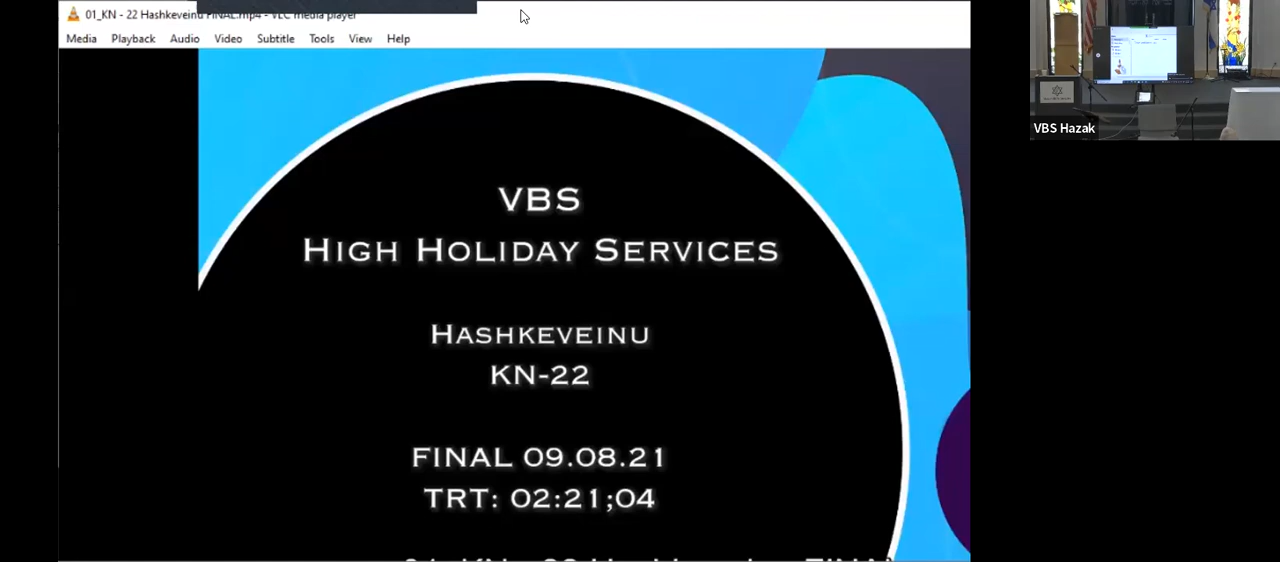 01_KN - 22 Hashkeveinu FINAL.mp4 - VLC media player
Media Playback Audio Video Subtitle Tools View Help
VBS
HIGH HOLIDAY SERVICES
HASHKEVEINU
KN-22
FINAL 09.08.21
TRT: 02:21;04
VBS Hazak